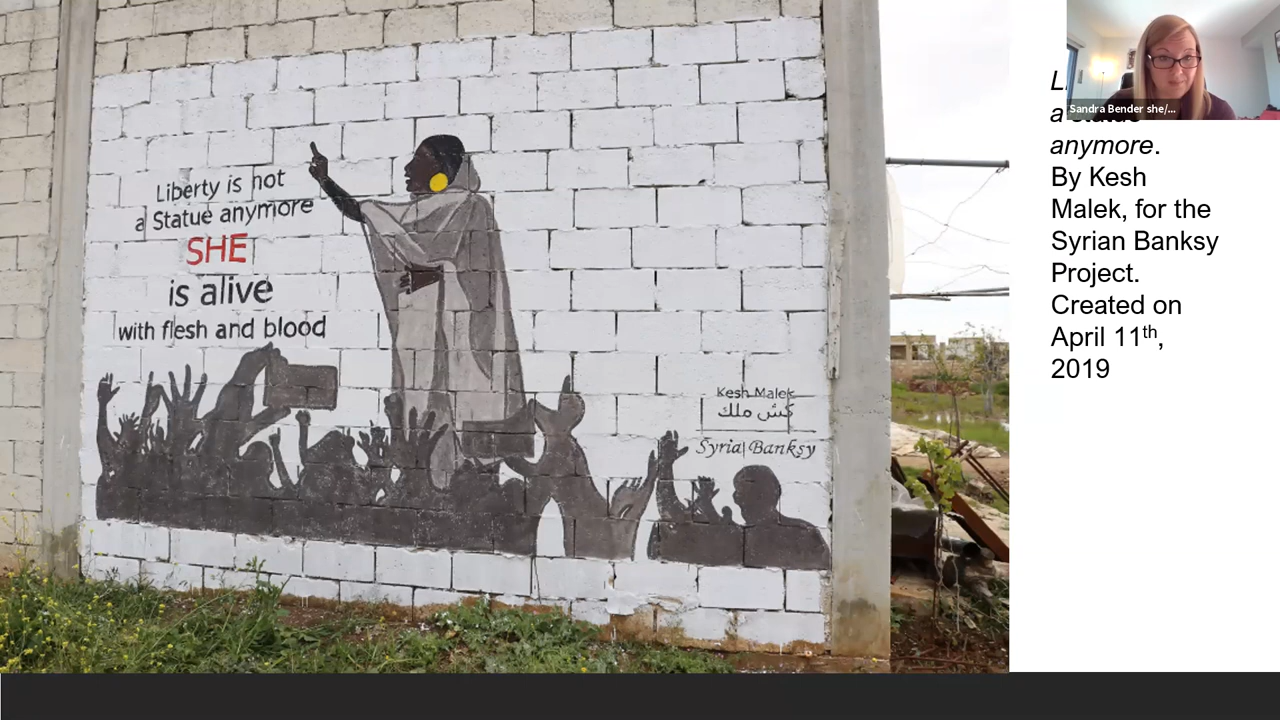 Liberty is not
a Statue anymore
SHE
is alive
with flesh and blood
Kesh Malek
كش ملك
Syria Banksy
Sandra Bender she/...
a statue
anymore.
By Kesh
Malek, for the
Syrian Banksy
Project.
Created on
April 11th,
2019